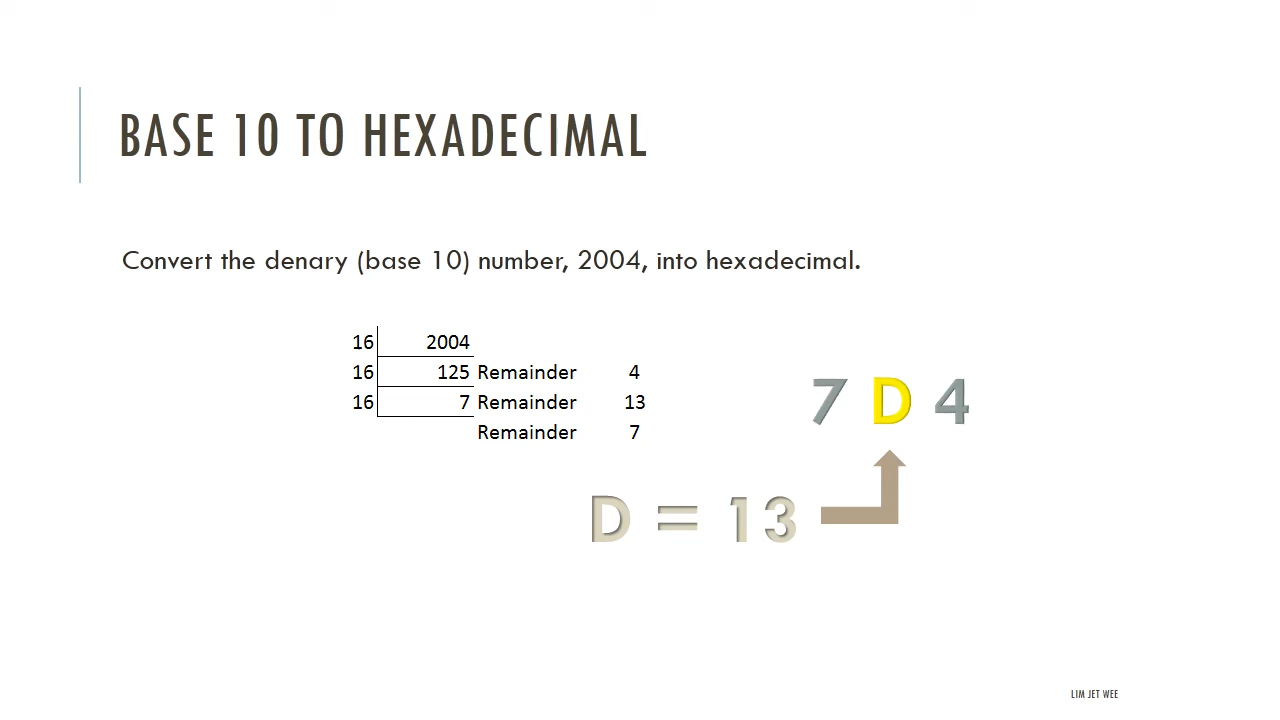 BASE 10 TO HEXADECIMAL
Convert the denary (base 10) number, 2004, into hexadecimal.
16 2004
16 125 Remainder 4
16 7 Remainder 13
Remainder 7
7 D 4
D = 13
LIM JET WEE